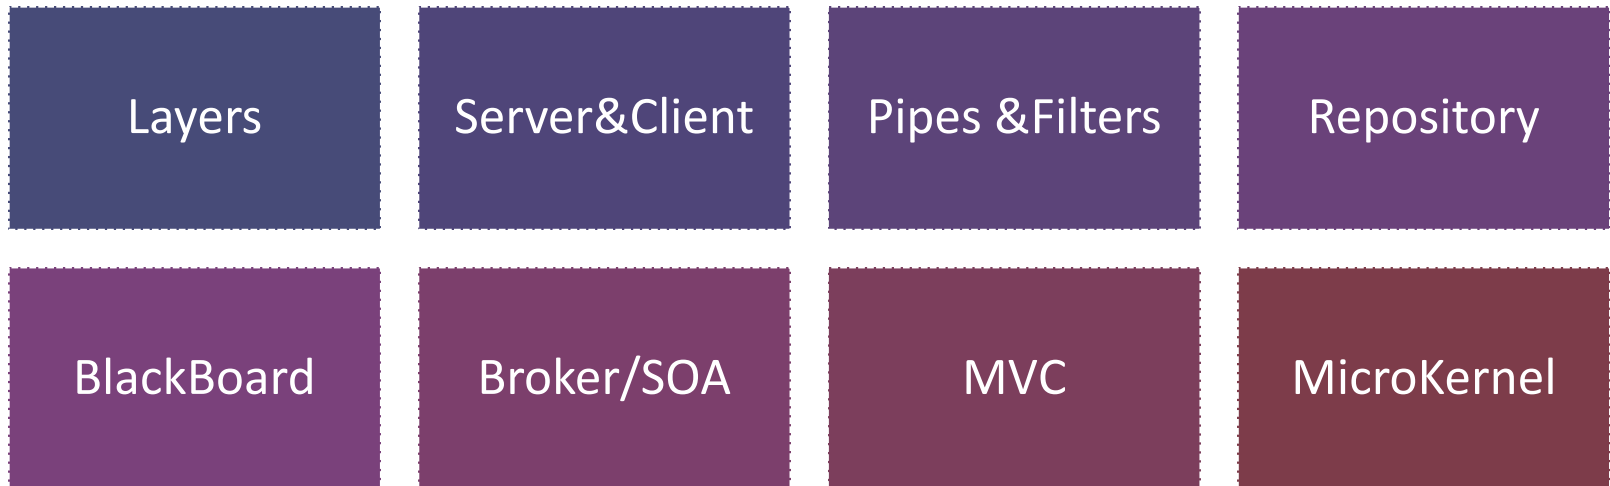 Layers
Server&Client
Pipes &Filters
Repository
BlackBoard
Broker/SOA
MVC
MicroKernel